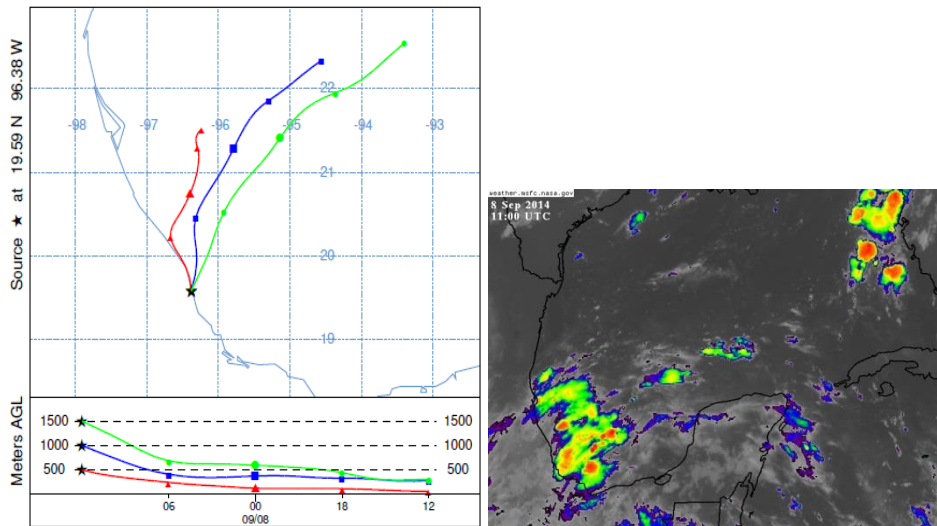 Source ★ at 19.59 N 96.38 W
22
-98 -97 -96 -95 -94 -93
21
20
19
Meters AGL
1500 1500
1000 1000
500 500
06 00 18 12
09/08
weather.msfc.nasa.gov
8 Sep 2014
11:00 UTC